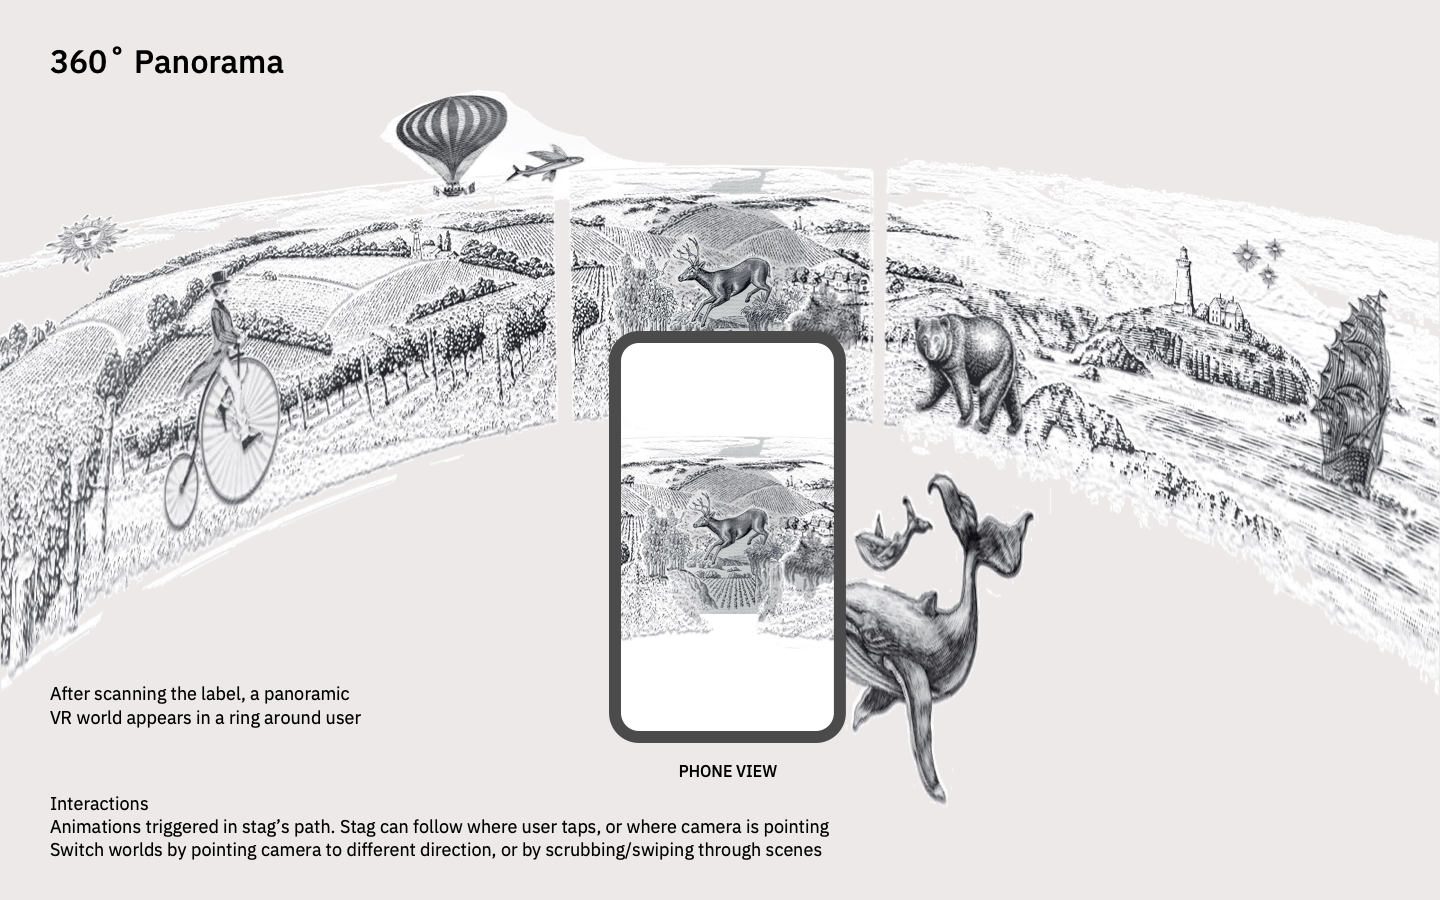 360˚ Panorama
After scanning the label, a panoramic
VR world appears in a ring around user
PHONE VIEW
Interactions
Animations triggered in stag’s path. Stag can follow where user taps, or where camera is pointing
Switch worlds by pointing camera to different direction, or by scrubbing/swiping through scenes